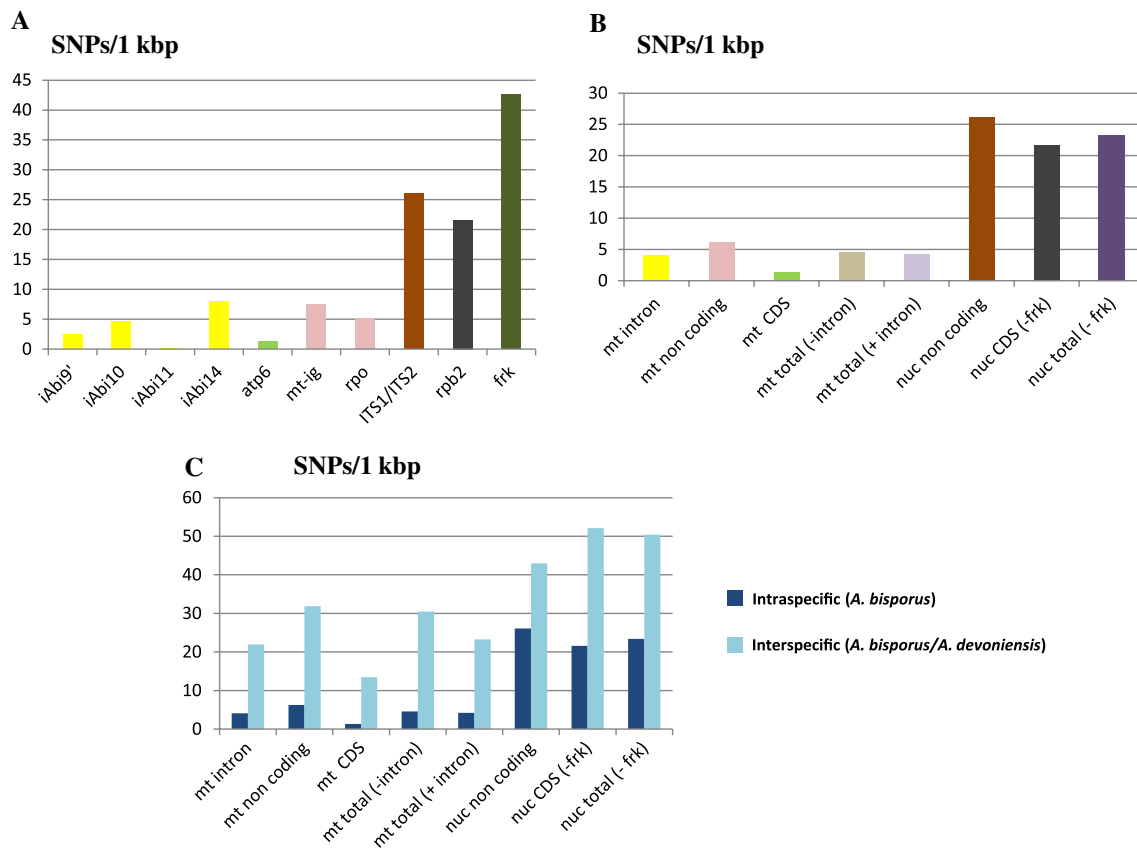 A
SNPs/1 kbp
45
40
35
30
25
20
15
10
5
0
iAbi9'
iAbi10
iAbi11
iAbi14
atp6
mt-ig
rpo
ITS1/ITS2
rpb2
frk
B
SNPs/1 kbp
30
25
20
15
10
5
0
mt intron
mt non coding
mt CDS
mt total (-intron)
mt total (+ intron)
nuc non coding
nuc CDS (-frk)
nuc total (- frk)
C
SNPs/1 kbp
60
50
40
30
20
10
0
mt intron
mt non coding
mt CDS
mt total (-intron)
mt total (+ intron)
nuc non coding
nuc CDS (-frk)
nuc total (- frk)
Intraspecific (A. bisporus)
Interspecific (A. bisporus/A. devoniensis)